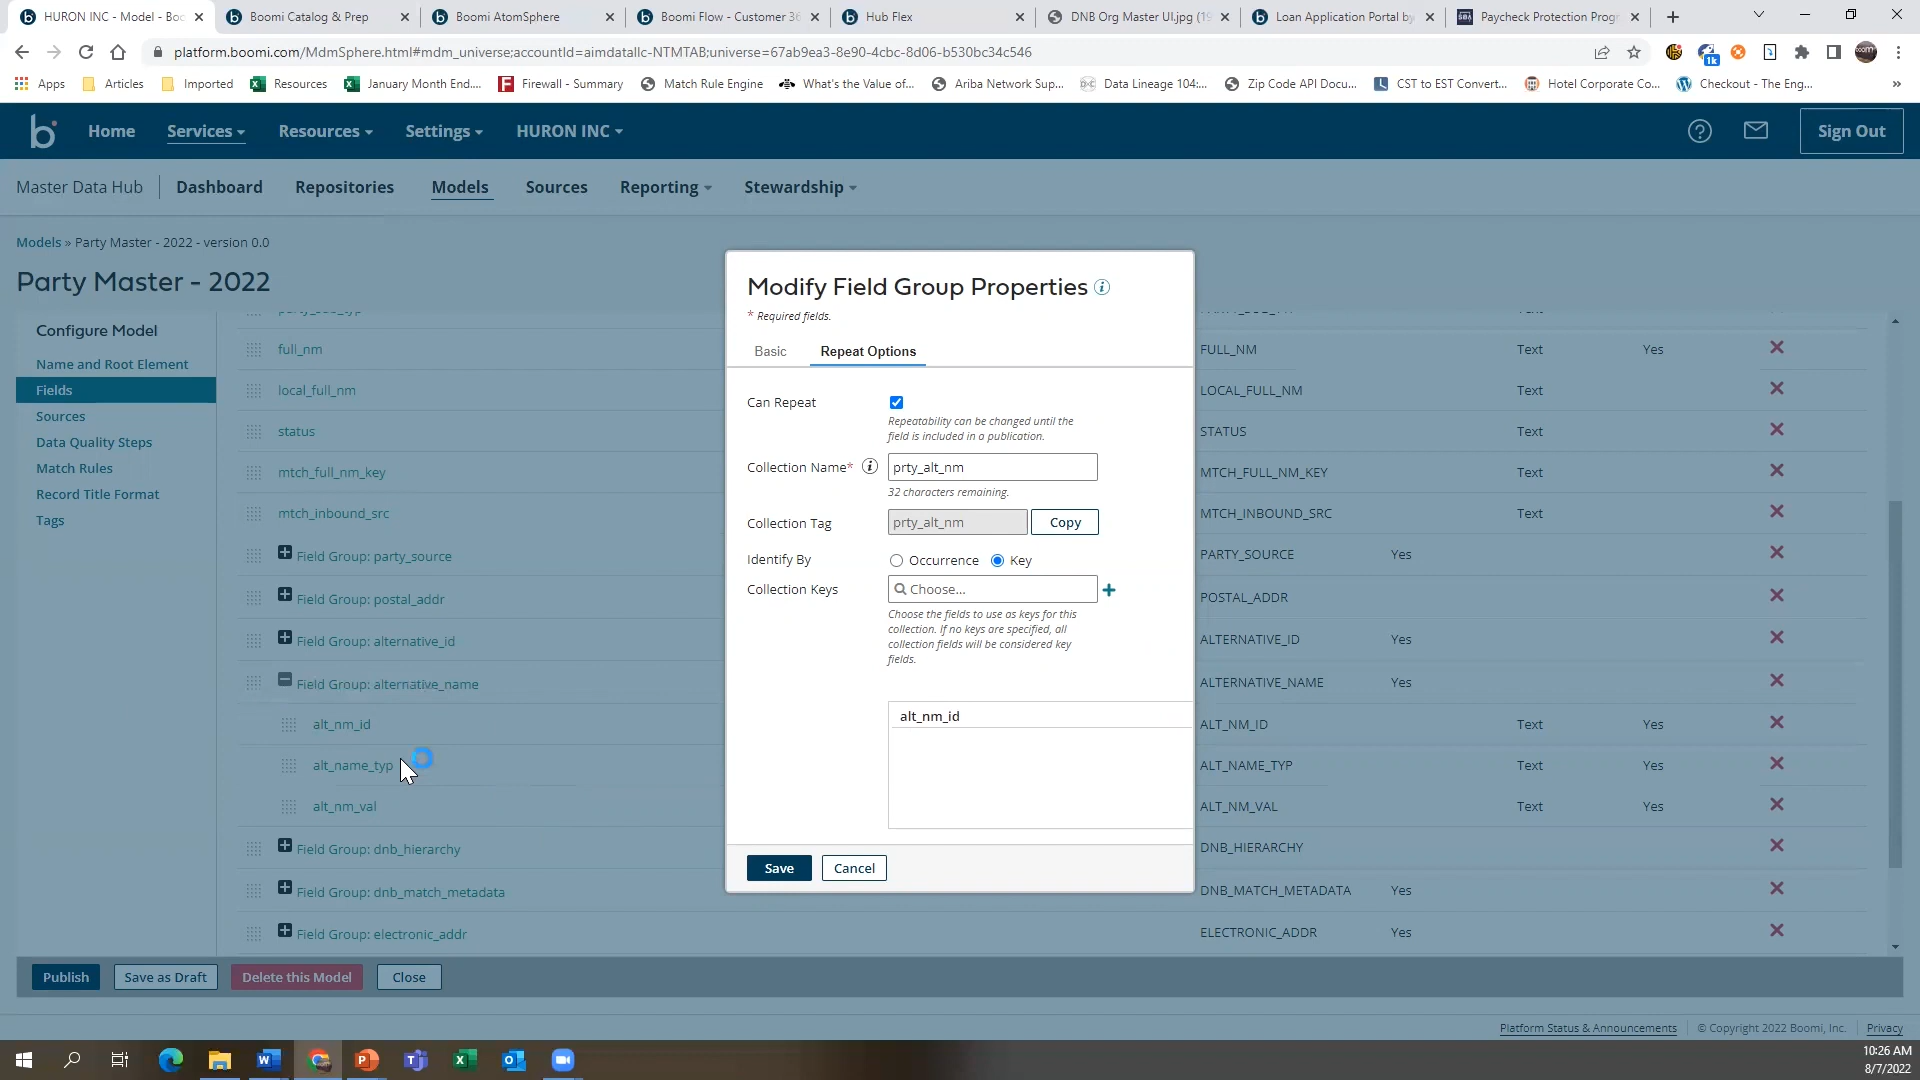 HURON INC - Model - Boo
Boomi Catalog & Prep
Boomi AtomSphere
Boomi Flow - Customer 36
Hub Flex
DNB Org Master UI.jpg (19
Loan Application Portal by
Paycheck Protection Prog
platform.boomi.com/MdmSphere.html#mdm_universe;accountId=aimdatallc-NTMTAB;universe=67ab9ea3-8e90-4cbc-8d06-b530bc34c546
1k
Apps
Articles
Imported
Resources
January Month End....
Firewall - Summary
Match Rule Engine
What's the Value of...
Ariba Network Sup...
Data Lineage 104:...
Zip Code API Docu...
CST to EST Convert...
Hotel Corporate Co...
Checkout - The Eng...
Home
Services
Resources
Settings
HURON INC
Sign Out
Master Data Hub
Dashboard
Repositories
Models
Sources
Reporting
Stewardship
Models » Party Master - 2022 - version 0.0
Party Master - 2022
Configure Model
Name and Root Element
Fields
Sources
Data Quality Steps
Match Rules
Record Title Format
Tags
full_nm FULL_NM Text Yes
local_full_nm LOCAL_FULL_NM Text
status STATUS Text
mtch_full_nm_key MTCH_FULL_NM_KEY Text
mtch_inbound_src MTCH_INBOUND_SRC Text
Field Group: party_source PARTY_SOURCE Yes
Field Group: postal_addr POSTAL_ADDR
Field Group: alternative_id ALTERNATIVE_ID Yes
Field Group: alternative_name ALTERNATIVE_NAME Yes
alt_nm_id ALT_NM_ID Text Yes
alt_name_typ ALT_NAME_TYP Text Yes
alt_nm_val ALT_NM_VAL Text Yes
Field Group: dnb_hierarchy DNB_HIERARCHY
Field Group: dnb_match_metadata DNB_MATCH_METADATA Yes
Field Group: electronic_addr ELECTRONIC_ADDR Yes
Modify Field Group Properties
* Required fields.
Basic
Repeat Options
Can Repeat
Repeatability can be changed until the
field is included in a publication.
Collection Name* prty_alt_nm
32 characters remaining.
Collection Tag prty_alt_nm Copy
Identify By Occurrence Key
Collection Keys Choose...
Choose the fields to use as keys for this
collection. If no keys are specified, all
collection fields will be considered key
fields.
alt_nm_id
Save Cancel
Publish
Save as Draft
Delete this Model
Close
Platform Status & Announcements
© Copyright 2022 Boomi, Inc.
Privacy
10:26 AM
8/7/2022